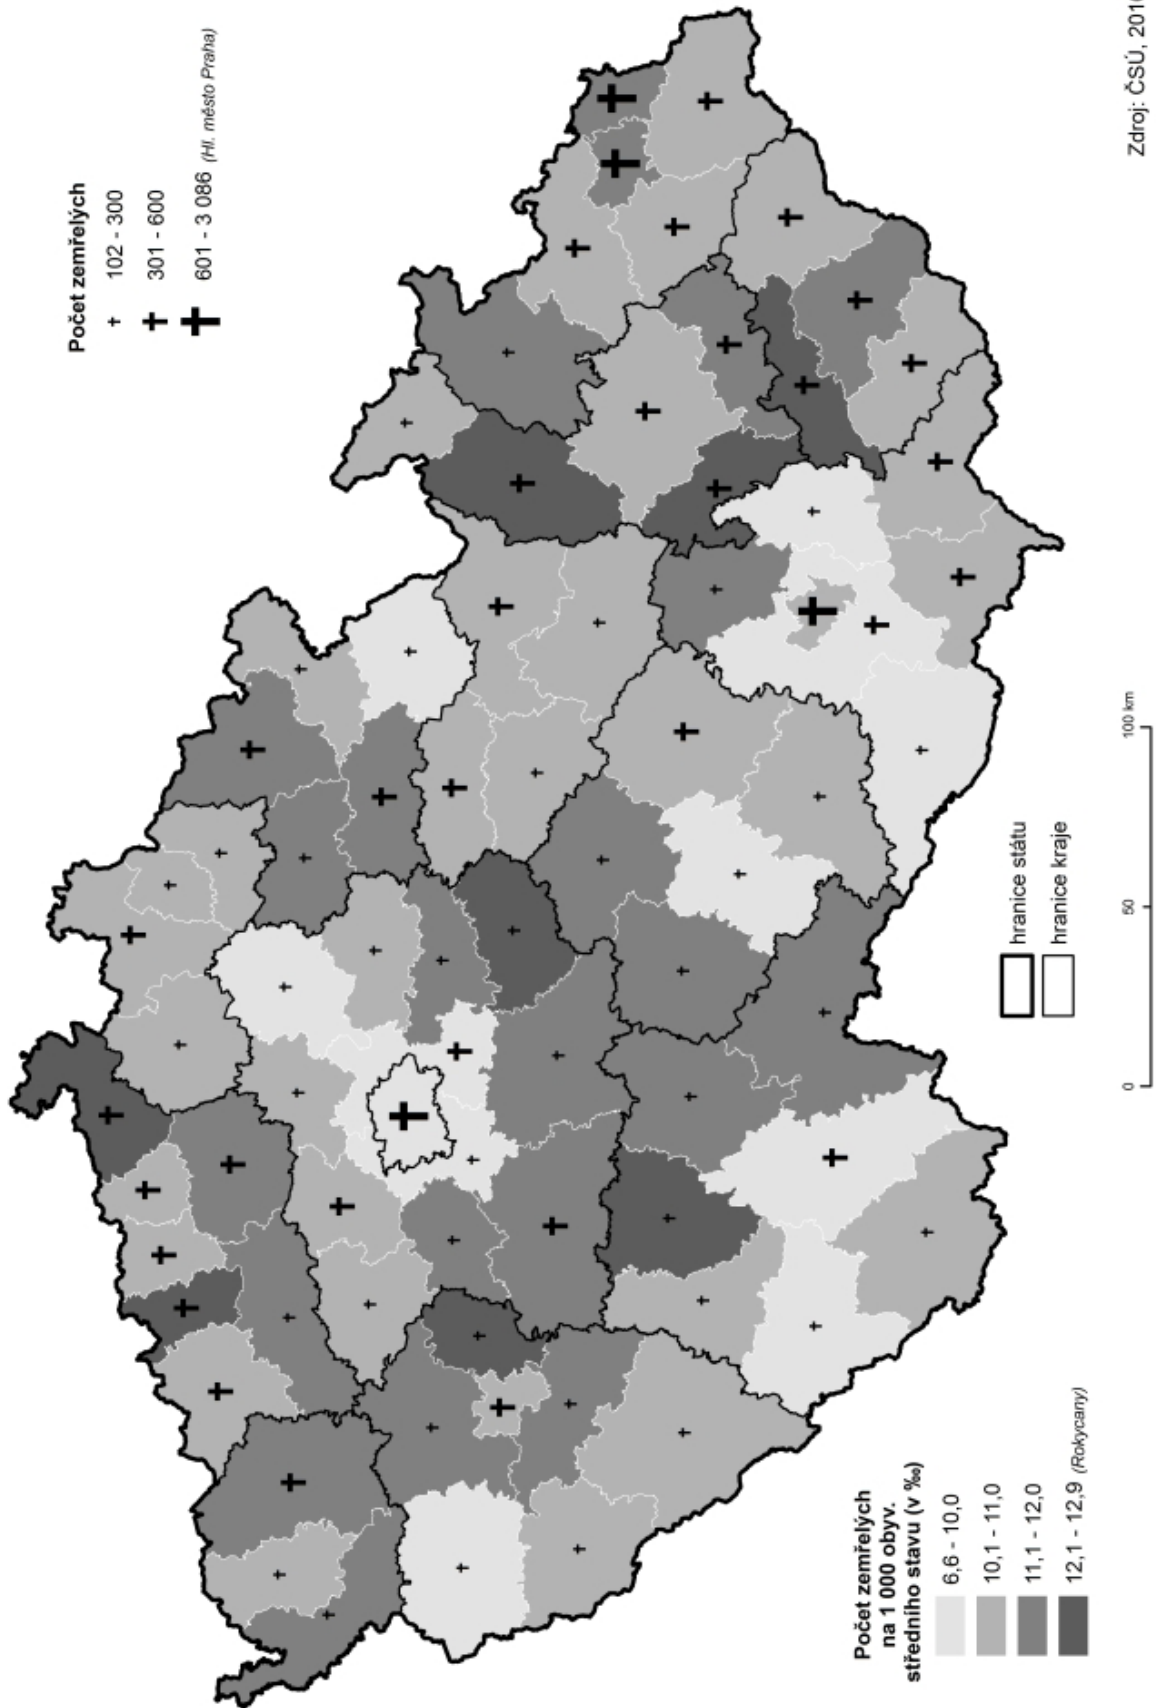 Počet zemřelých
102 - 300
301 - 600
601 - 3 086 (Hl. město Praha)
Počet zemřelých
na 1 000 obyv.
středního stavu (v ‰)
6,6 - 10,0
10,1 - 11,0
11,1 - 12,0
12,1 - 12,9 (Rokycany)
hranice státu
hranice kraje
0 50 100 km
Zdroj: ČSÚ, 2010